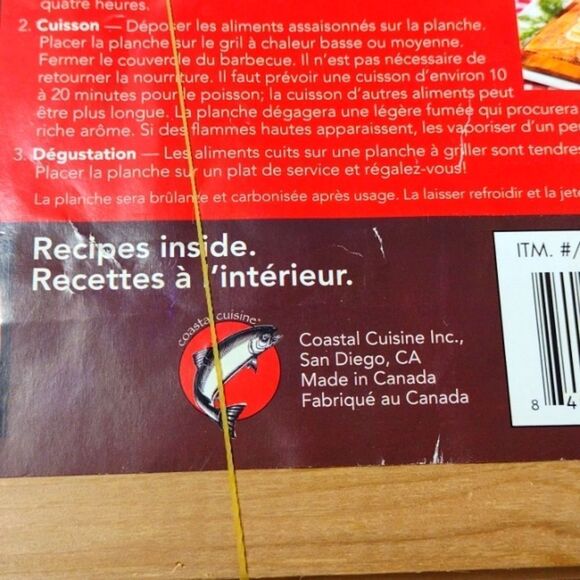 quatre heures.
2. Cuisson — Déposer les aliments assaisonnés sur la planche.
Placer la planche sur le gril à chaleur basse ou moyenne.
Fermer le couvercle du barbecue. Il n'est pas nécessaire de
retourner la nourriture. Il faut prévoir une cuisson d'environ 10
à 20 minutes pour le poisson; la cuisson d'autres aliments peut
être plus longue. La planche dégagera une légère fumée qui procurera
riche arôme. Si des flammes hautes apparaissent, les vaporiser d'un pe
3. Dégustation — Les aliments cuits sur une planche à griller sont tendres
Placer la planche sur un plat de service et régalez-vous!
La planche sera brûlante et carbonisée après usage. La laisser refroidir et la jete
Recipes inside.
Recettes à l'intérieur.
ITM. #/
coastal cuisine
Coastal Cuisine Inc.,
San Diego, CA
Made in Canada
Fabriqué au Canada
8 4